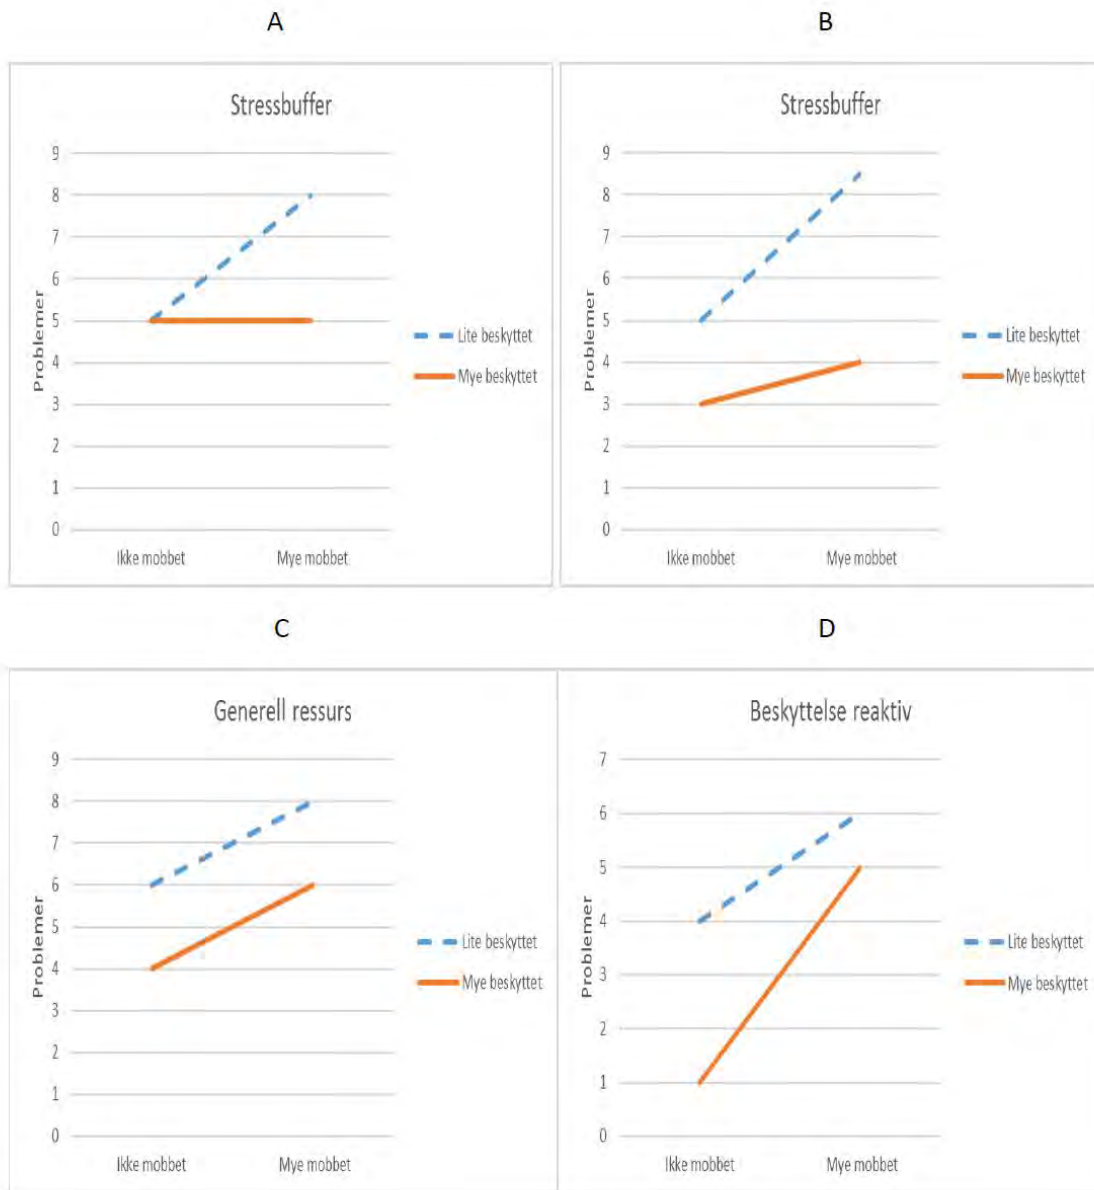 A
B
Stressbuffer
9
8
7
6
5
4
3
2
1
0
Problemer
Ikke mobbet
Mye mobbet
Lite beskyttet
Mye beskyttet
Stressbuffer
9
8
7
6
5
4
3
2
1
0
Problemer
Ikke mobbet
Mye mobbet
Lite beskyttet
Mye beskyttet
C
D
Generell ressurs
9
8
7
6
5
4
3
2
1
0
Problemer
Ikke mobbet
Mye mobbet
Lite beskyttet
Mye beskyttet
Beskyttelse reaktiv
7
6
5
4
3
2
1
0
Problemer
Ikke mobbet
Mye mobbet
Lite beskyttet
Mye beskyttet